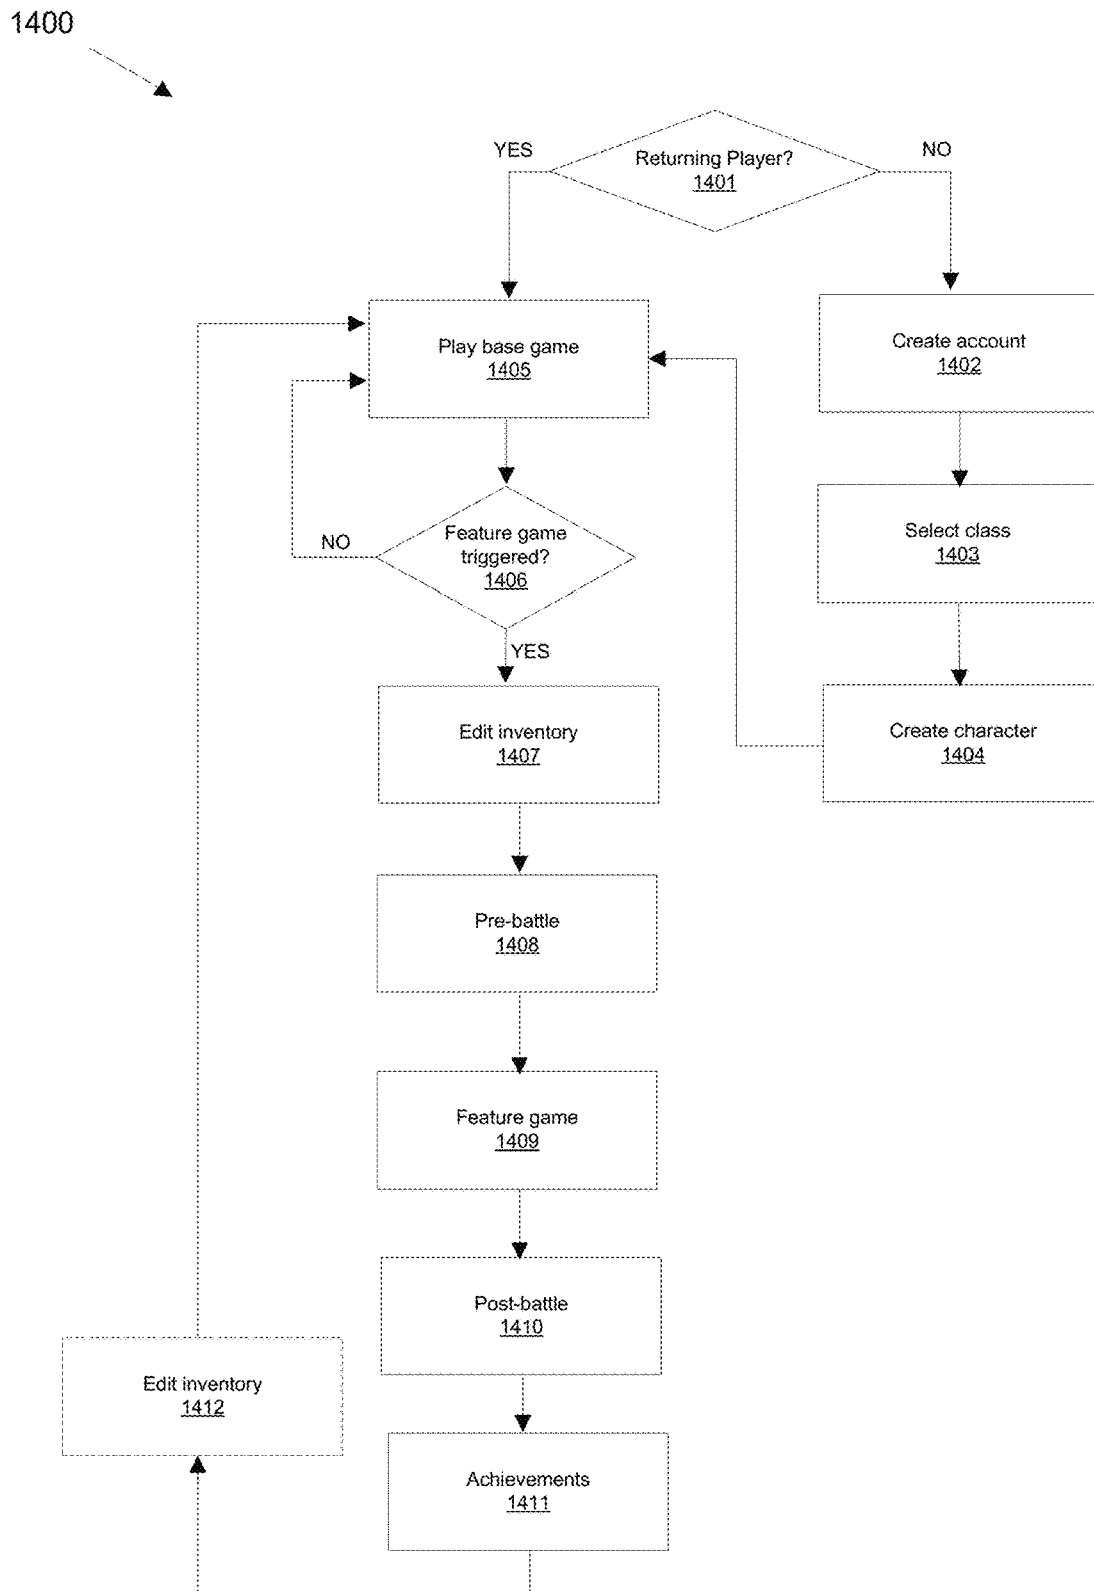 1400
Returning Player?
1401
YES
NO
Play base game
1405
Create account
1402
Feature game
triggered?
1406
NO
YES
Select class
1403
Create character
1404
Edit inventory
1407
Pre-battle
1408
Feature game
1409
Post-battle
1410
Edit inventory
1412
Achievements
1411